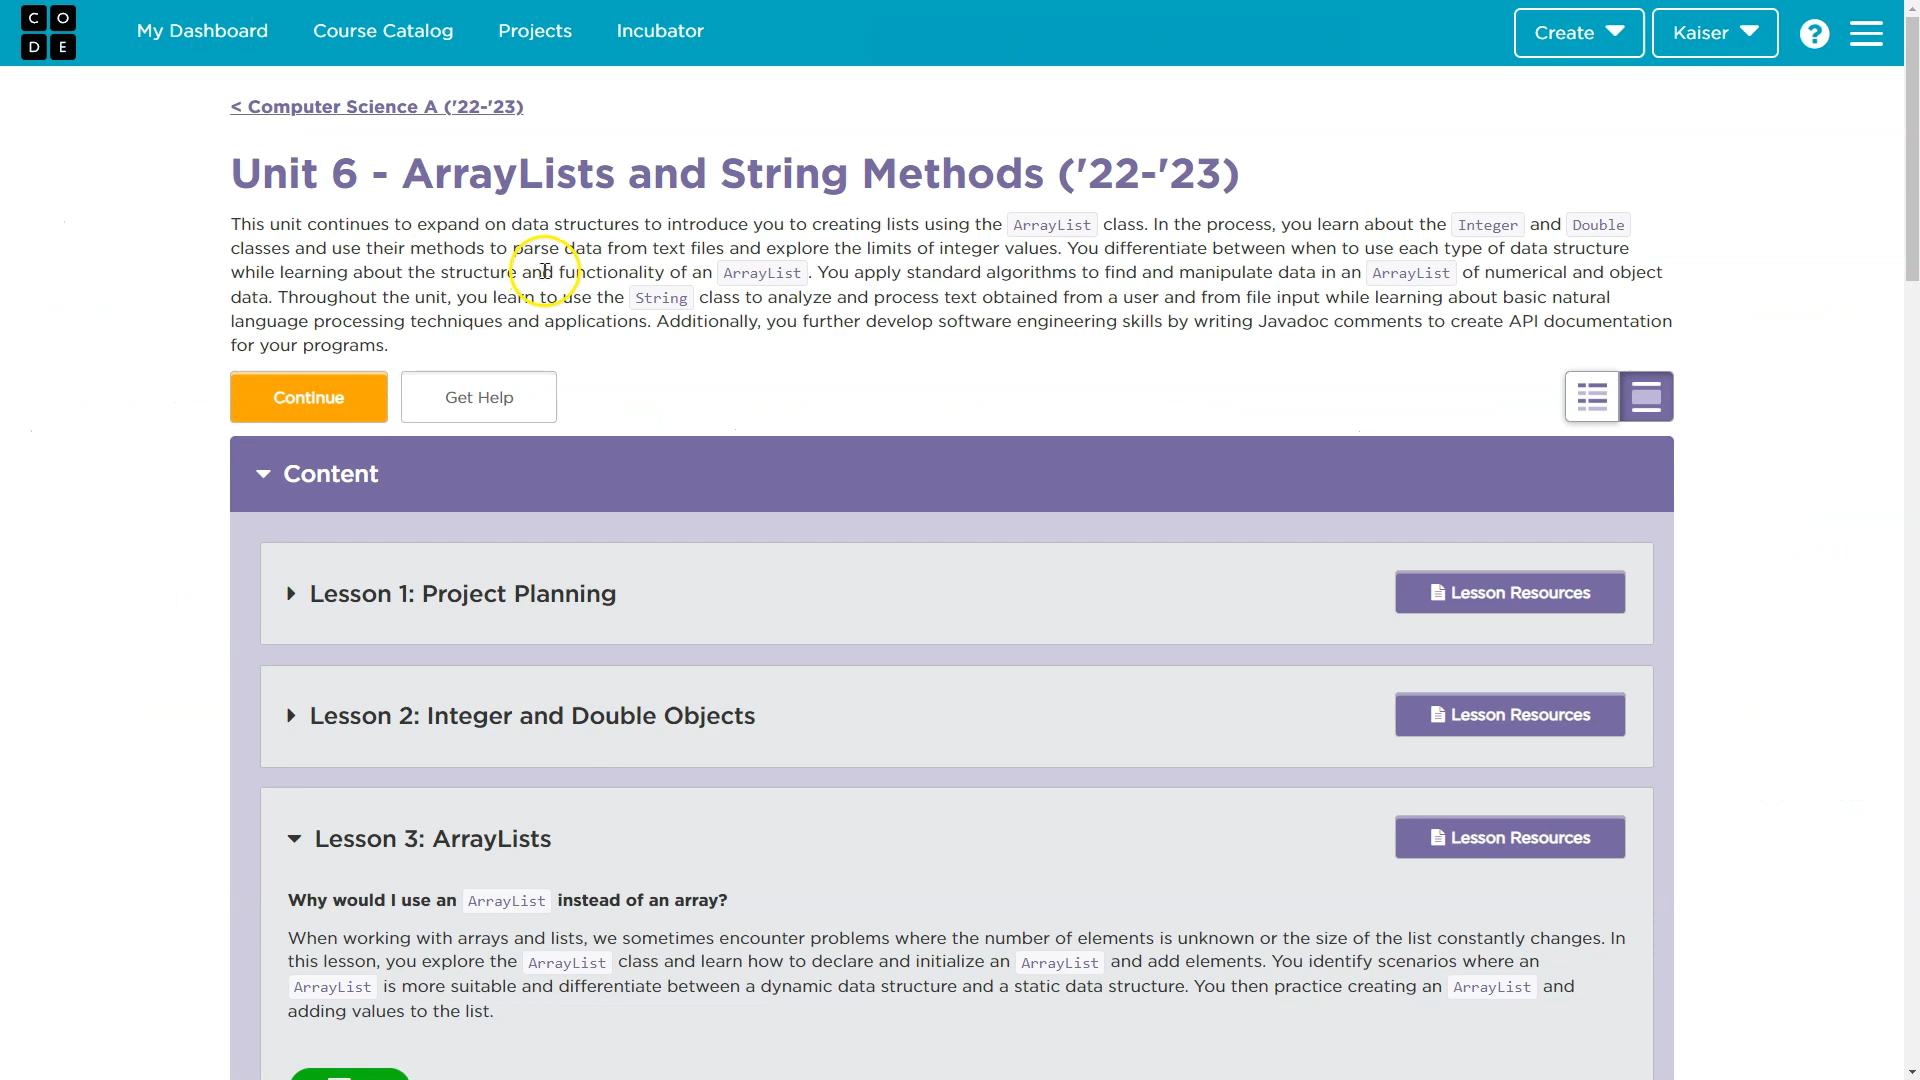 C O
D E
My Dashboard
Course Catalog
Projects
Incubator
Create
Kaiser
?
< Computer Science A ('22-'23)
Unit 6 - ArrayLists and String Methods ('22-'23)
This unit continues to expand on data structures to introduce you to creating lists using the ArrayList class. In the process, you learn about the Integer and Double
classes and use their methods to parse data from text files and explore the limits of integer values. You differentiate between when to use each type of data structure
while learning about the structure and functionality of an ArrayList. You apply standard algorithms to find and manipulate data in an ArrayList of numerical and object
data. Throughout the unit, you learn to use the String class to analyze and process text obtained from a user and from file input while learning about basic natural
language processing techniques and applications. Additionally, you further develop software engineering skills by writing Javadoc comments to create API documentation
for your programs.
Continue
Get Help
Content
Lesson 1: Project Planning
Lesson Resources
Lesson 2: Integer and Double Objects
Lesson Resources
Lesson 3: ArrayLists
Lesson Resources
Why would I use an ArrayList instead of an array?
When working with arrays and lists, we sometimes encounter problems where the number of elements is unknown or the size of the list constantly changes. In
this lesson, you explore the ArrayList class and learn how to declare and initialize an ArrayList and add elements. You identify scenarios where an
ArrayList is more suitable and differentiate between a dynamic data structure and a static data structure. You then practice creating an ArrayList and
adding values to the list.